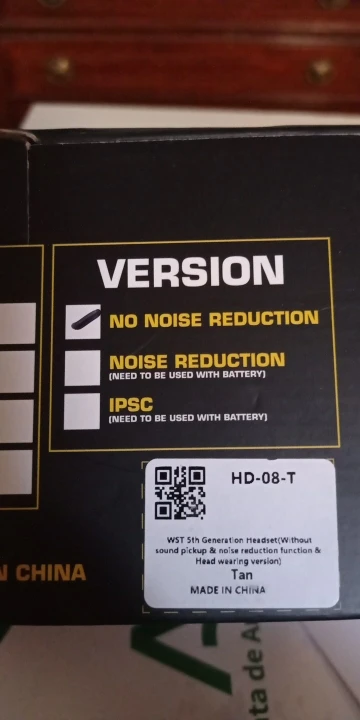 VERSION
NO NOISE REDUCTION
NOISE REDUCTION
(NEED TO BE USED WITH BATTERY)
IPSC
(NEED TO BE USED WITH BATTERY)
HD-08-T
WST 5th Generation Headset(Without
sound pickup & noise reduction function &
Head wearing version)
Tan
MADE IN CHINA
N CHINA
ta de A